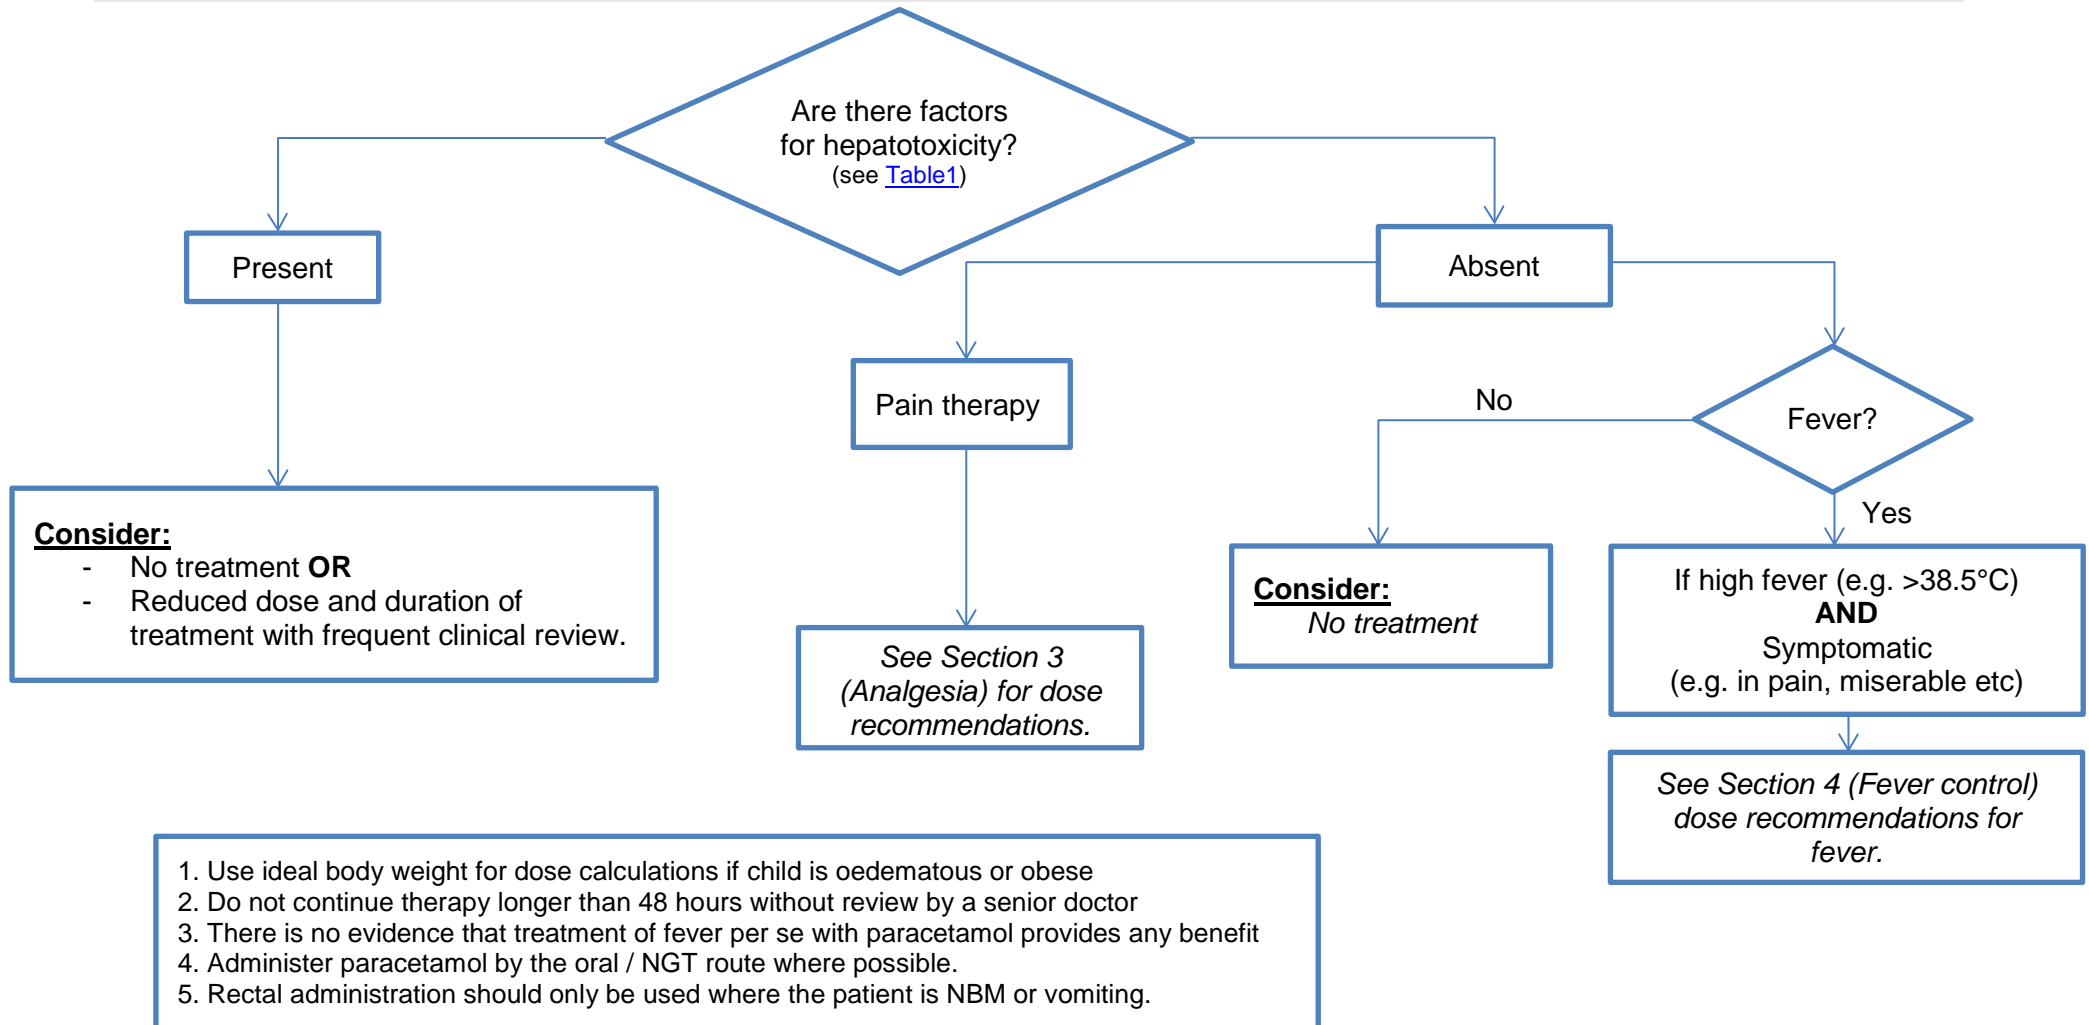 Are there factors
for hepatotoxicity?
(see Table1)
Present
Absent
Consider:
- No treatment OR
- Reduced dose and duration of
treatment with frequent clinical review.
Pain therapy
See Section 3
(Analgesia) for dose
recommendations.
Fever?
No
Consider:
No treatment
Yes
If high fever (e.g. >38.5°C)
AND
Symptomatic
(e.g. in pain, miserable etc)
See Section 4 (Fever control)
dose recommendations for
fever.
1. Use ideal body weight for dose calculations if child is oedematous or obese
2. Do not continue therapy longer than 48 hours without review by a senior doctor
3. There is no evidence that treatment of fever per se with paracetamol provides any benefit
4. Administer paracetamol by the oral / NGT route where possible.
5. Rectal administration should only be used where the patient is NBM or vomiting.